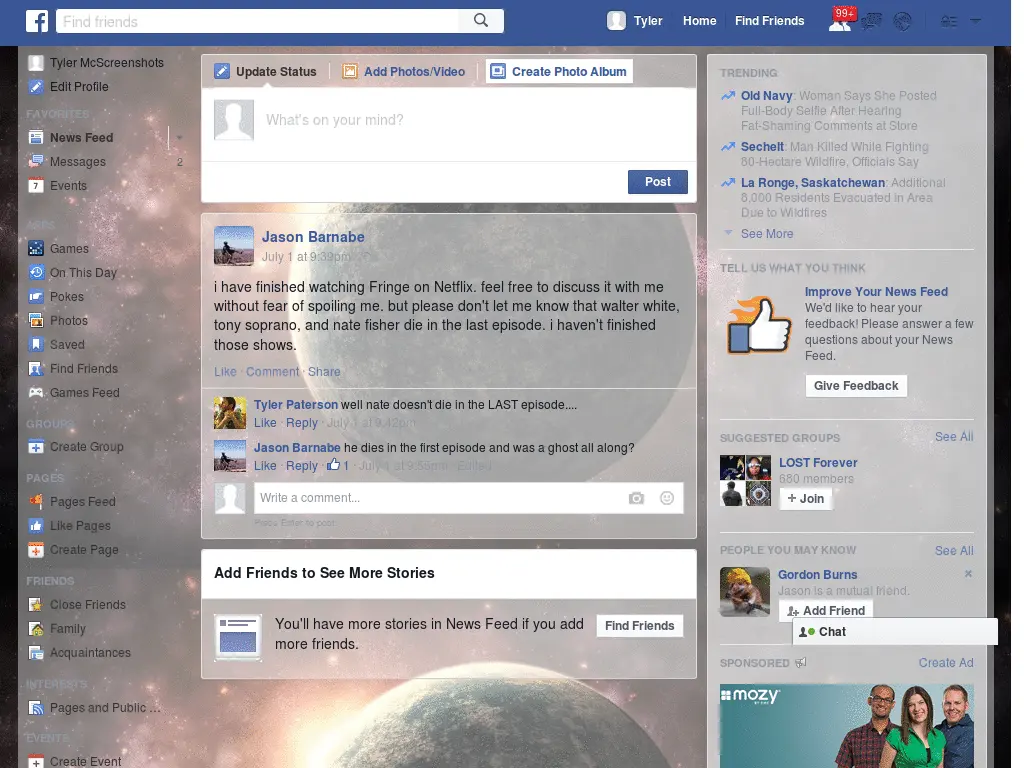 Find friends
Tyler Home Find Friends 99+
Tyler McScreenshots
Edit Profile
FAVORITES
News Feed
Messages 2
Events
APPS
Games
On This Day
Pokes
Photos
Saved
Find Friends
Games Feed
GROUPS
Create Group
PAGES
Pages Feed
Like Pages
Create Page
FRIENDS
Close Friends
Family
Acquaintances
INTERESTS
Pages and Public ...
EVENTS
Create Event
Update Status Add Photos/Video Create Photo Album
What's on your mind?
Post
Jason Barnabe
July 1 at 9:39pm
i have finished watching Fringe on Netflix. feel free to discuss it with me
without fear of spoiling me. but please don't let me know that walter white,
tony soprano, and nate fisher die in the last episode. i haven't finished
those shows.
Like · Comment · Share
Tyler Paterson well nate doesn't die in the LAST episode....
Like · Reply · July 1 at 9:42pm
Jason Barnabe he dies in the first episode and was a ghost all along?
Like · Reply · 1 · July 1 at 9:55pm · Edited
Write a comment...
Press Enter to post.
Add Friends to See More Stories
You'll have more stories in News Feed if you add
more friends.
Find Friends
TRENDING
Old Navy: Woman Says She Posted
Full-Body Selfie After Hearing
Fat-Shaming Comments at Store
Sechelt: Man Killed While Fighting
80-Hectare Wildfire, Officials Say
La Ronge, Saskatchewan: Additional
8,000 Residents Evacuated in Area
Due to Wildfires
See More
TELL US WHAT YOU THINK
Improve Your News Feed
We'd like to hear your
feedback! Please answer a few
questions about your News
Feed.
Give Feedback
SUGGESTED GROUPS See All
LOST Forever
680 members
+ Join
PEOPLE YOU MAY KNOW See All
Gordon Burns
Jason is a mutual friend.
Add Friend
Chat
SPONSORED Create Ad
mozy